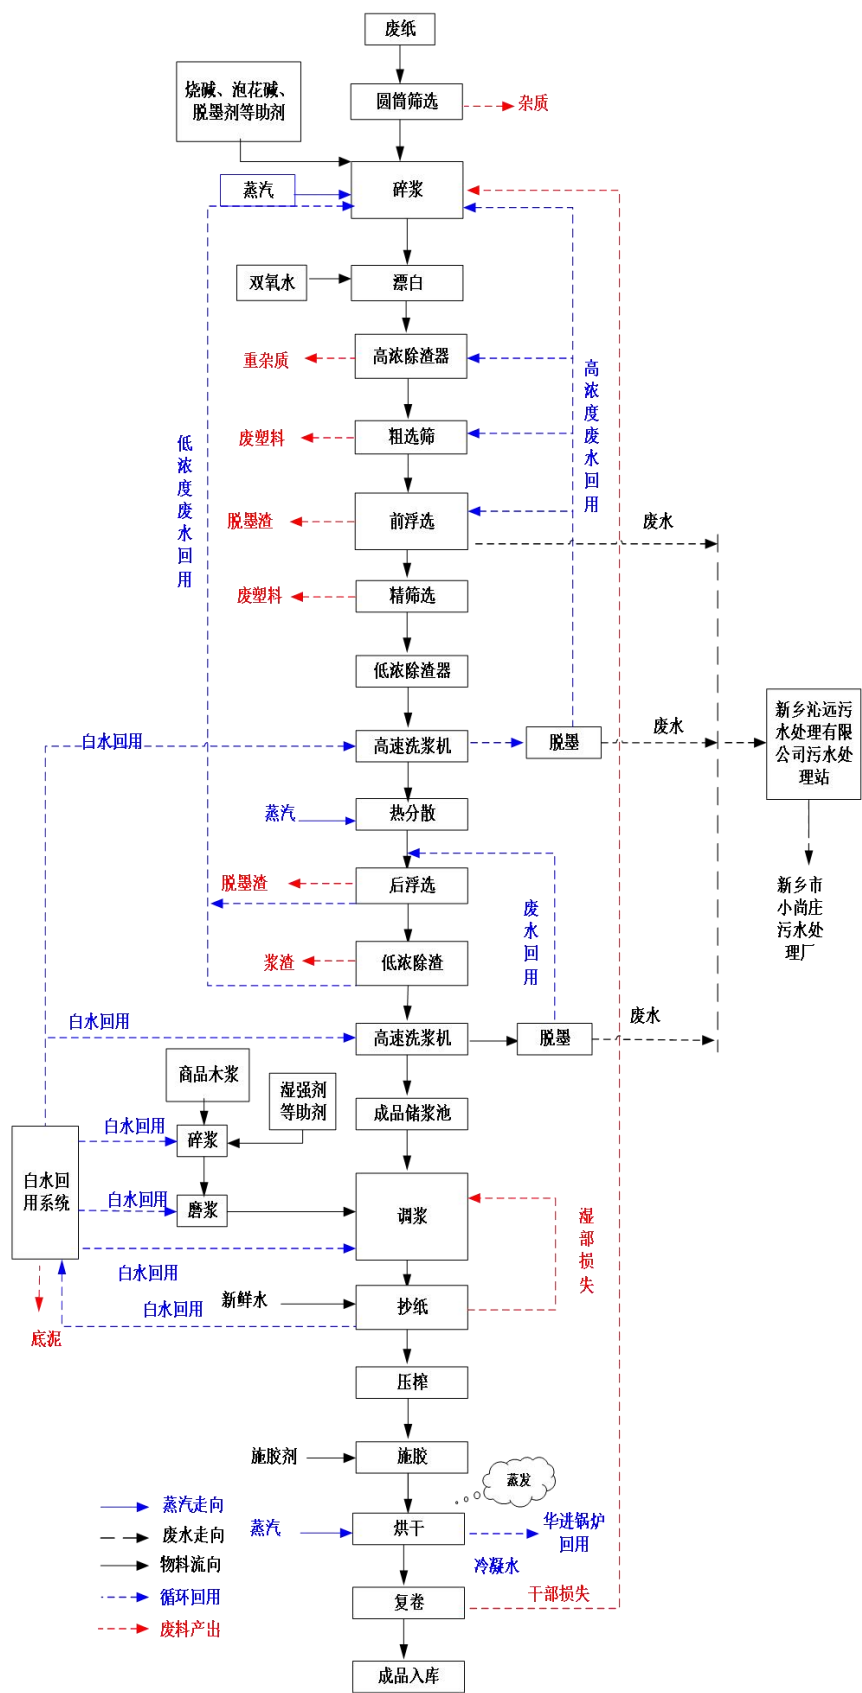 废纸
烧碱、泡花碱、
脱墨剂等助剂
圆筒筛选
杂质
蒸汽
碎浆
双氧水
漂白
重杂质
高浓除渣器
高浓度废水回用
低浓度废水回用
废塑料
粗选筛
脱墨渣
前浮选
废水
废塑料
精筛选
低浓除渣器
白水回用
高速洗浆机
脱墨
废水
新乡沁远污
水处理有限
公司污水处
理站
蒸汽
热分散
脱墨渣
后浮选
废水回用
新乡市
小尚庄
污水处
理厂
浆渣
低浓除渣
白水回用
高速洗浆机
脱墨
废水
商品木浆
湿强剂
等助剂
成品储浆池
白水回用
碎浆
白水回
用系统
白水回用
磨浆
调浆
湿部损失
白水回用
新鲜水
白水回用
抄纸
底泥
压榨
施胶剂
施胶
蒸发
蒸汽走向
蒸汽
烘干
华进锅炉
回用
废水走向
冷凝水
物料流向
循环回用
复卷
干部损失
废料产出
成品入库